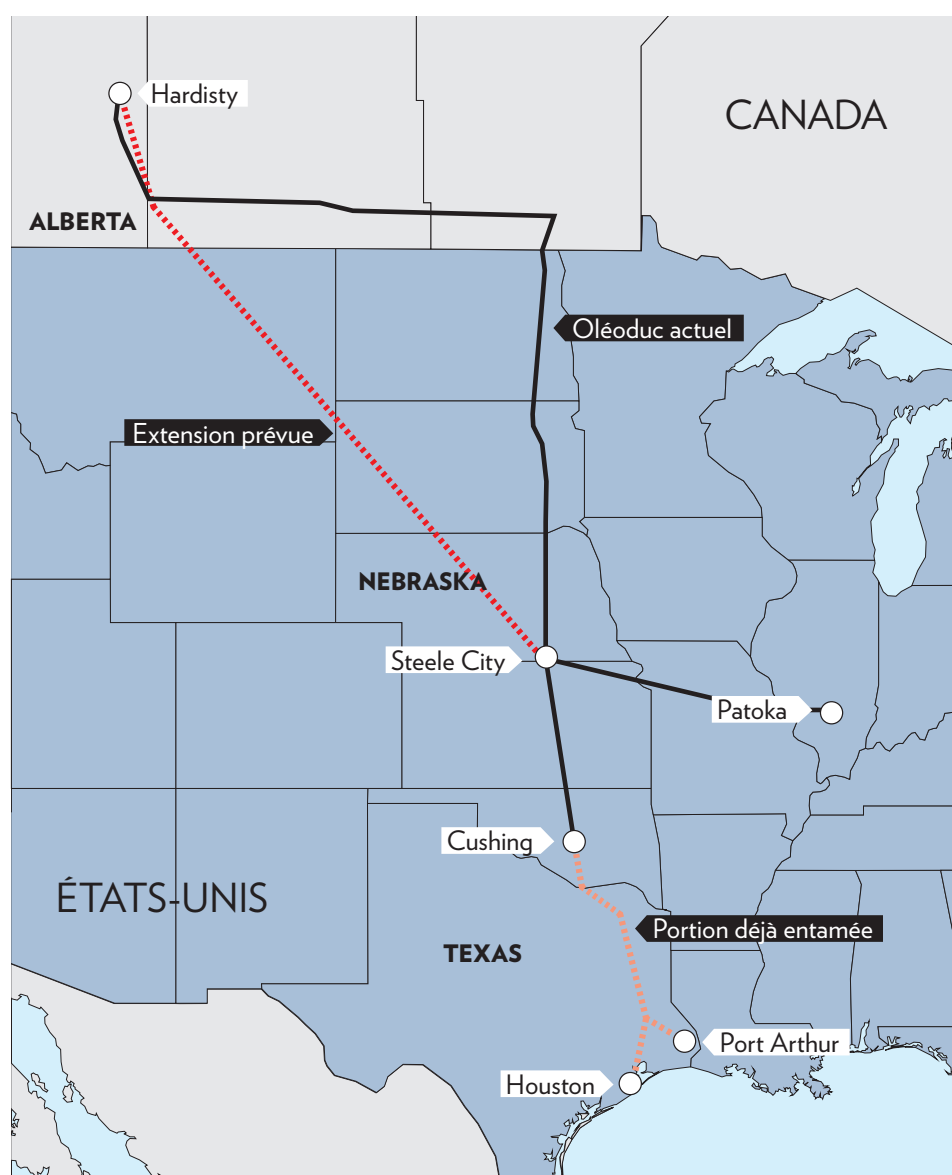 Hardisty
CANADA
ALBERTA
Oléoduc actuel
Extension prévue
NEBRASKA
Steele City
Patoka
Cushing
ÉTATS-UNIS
Portion déjà entamée
TEXAS
Port Arthur
Houston